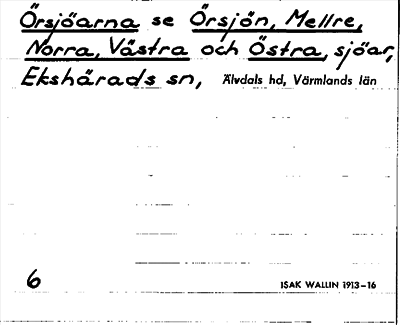 Örsjöarna se Örsjön, Mellre,
Norra, Västra och Östra, sjöar,
Ekshärads sn, Älvdals hd, Värmlands län
6
ISAK WALLIN 1913–16